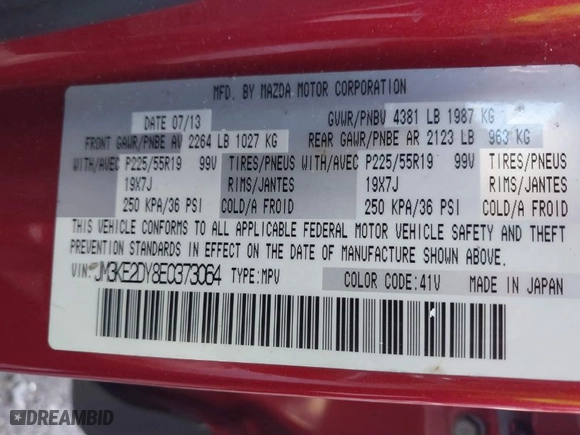 MFD. BY MAZDA MOTOR CORPORATION
DATE 07/13 GVWR/PNBV 4381 LB 1987 KG
FRONT GAWR/PNBE AV 2264 LB 1027 KG REAR GAWR/PNBE AR 2123 LB 963 KG
WITH/AVEC P225/55R19 99V TIRES/PNEUS WITH/AVEC P225/55R19 99V TIRES/PNEUS
19X7J RIMS/JANTES 19X7J RIMS/JANTES
250 KPA/36 PSI COLD/A FROID 250 KPA/36 PSI COLD/A FROID
THIS VEHICLE CONFORMS TO ALL APPLICABLE FEDERAL MOTOR VEHICLE SAFETY AND THEFT
PREVENTION STANDARDS IN EFFECT ON THE DATE OF MANUFACTURE SHOWN ABOVE.
VIN: JM3KE2DY8E0373064 TYPE:MPV COLOR CODE:41V MADE IN JAPAN
DREAMBID